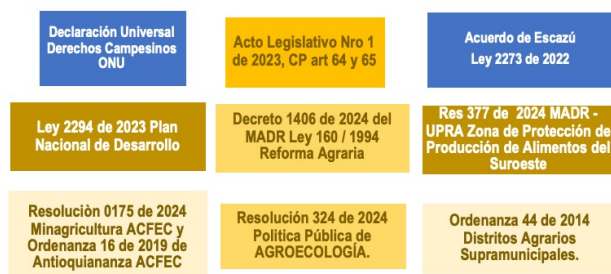 Declaración Universal
Derechos Campesinos
ONU
Acto Legislativo Nro 1
de 2023, CP art 64 y 65
Acuerdo de Escazú
Ley 2273 de 2022
Ley 2294 de 2023 Plan
Nacional de Desarrollo
Decreto 1406 de 2024 del
MADR Ley 160 / 1994
Reforma Agraria
Res 377 de  2024 MADR -
UPRA Zona de Protección de
Producción de Alimentos del
Suroeste
Resoluciòn 0175 de 2024
Minagricultura ACFEC y
Ordenanza 16 de 2019 de
Antioquiananza ACFEC
Resolución 324 de 2024
Politica Pública de
AGROECOLOGÍA.
Ordenanza 44 de 2014
Distritos Agrarios
Supramunicipales.